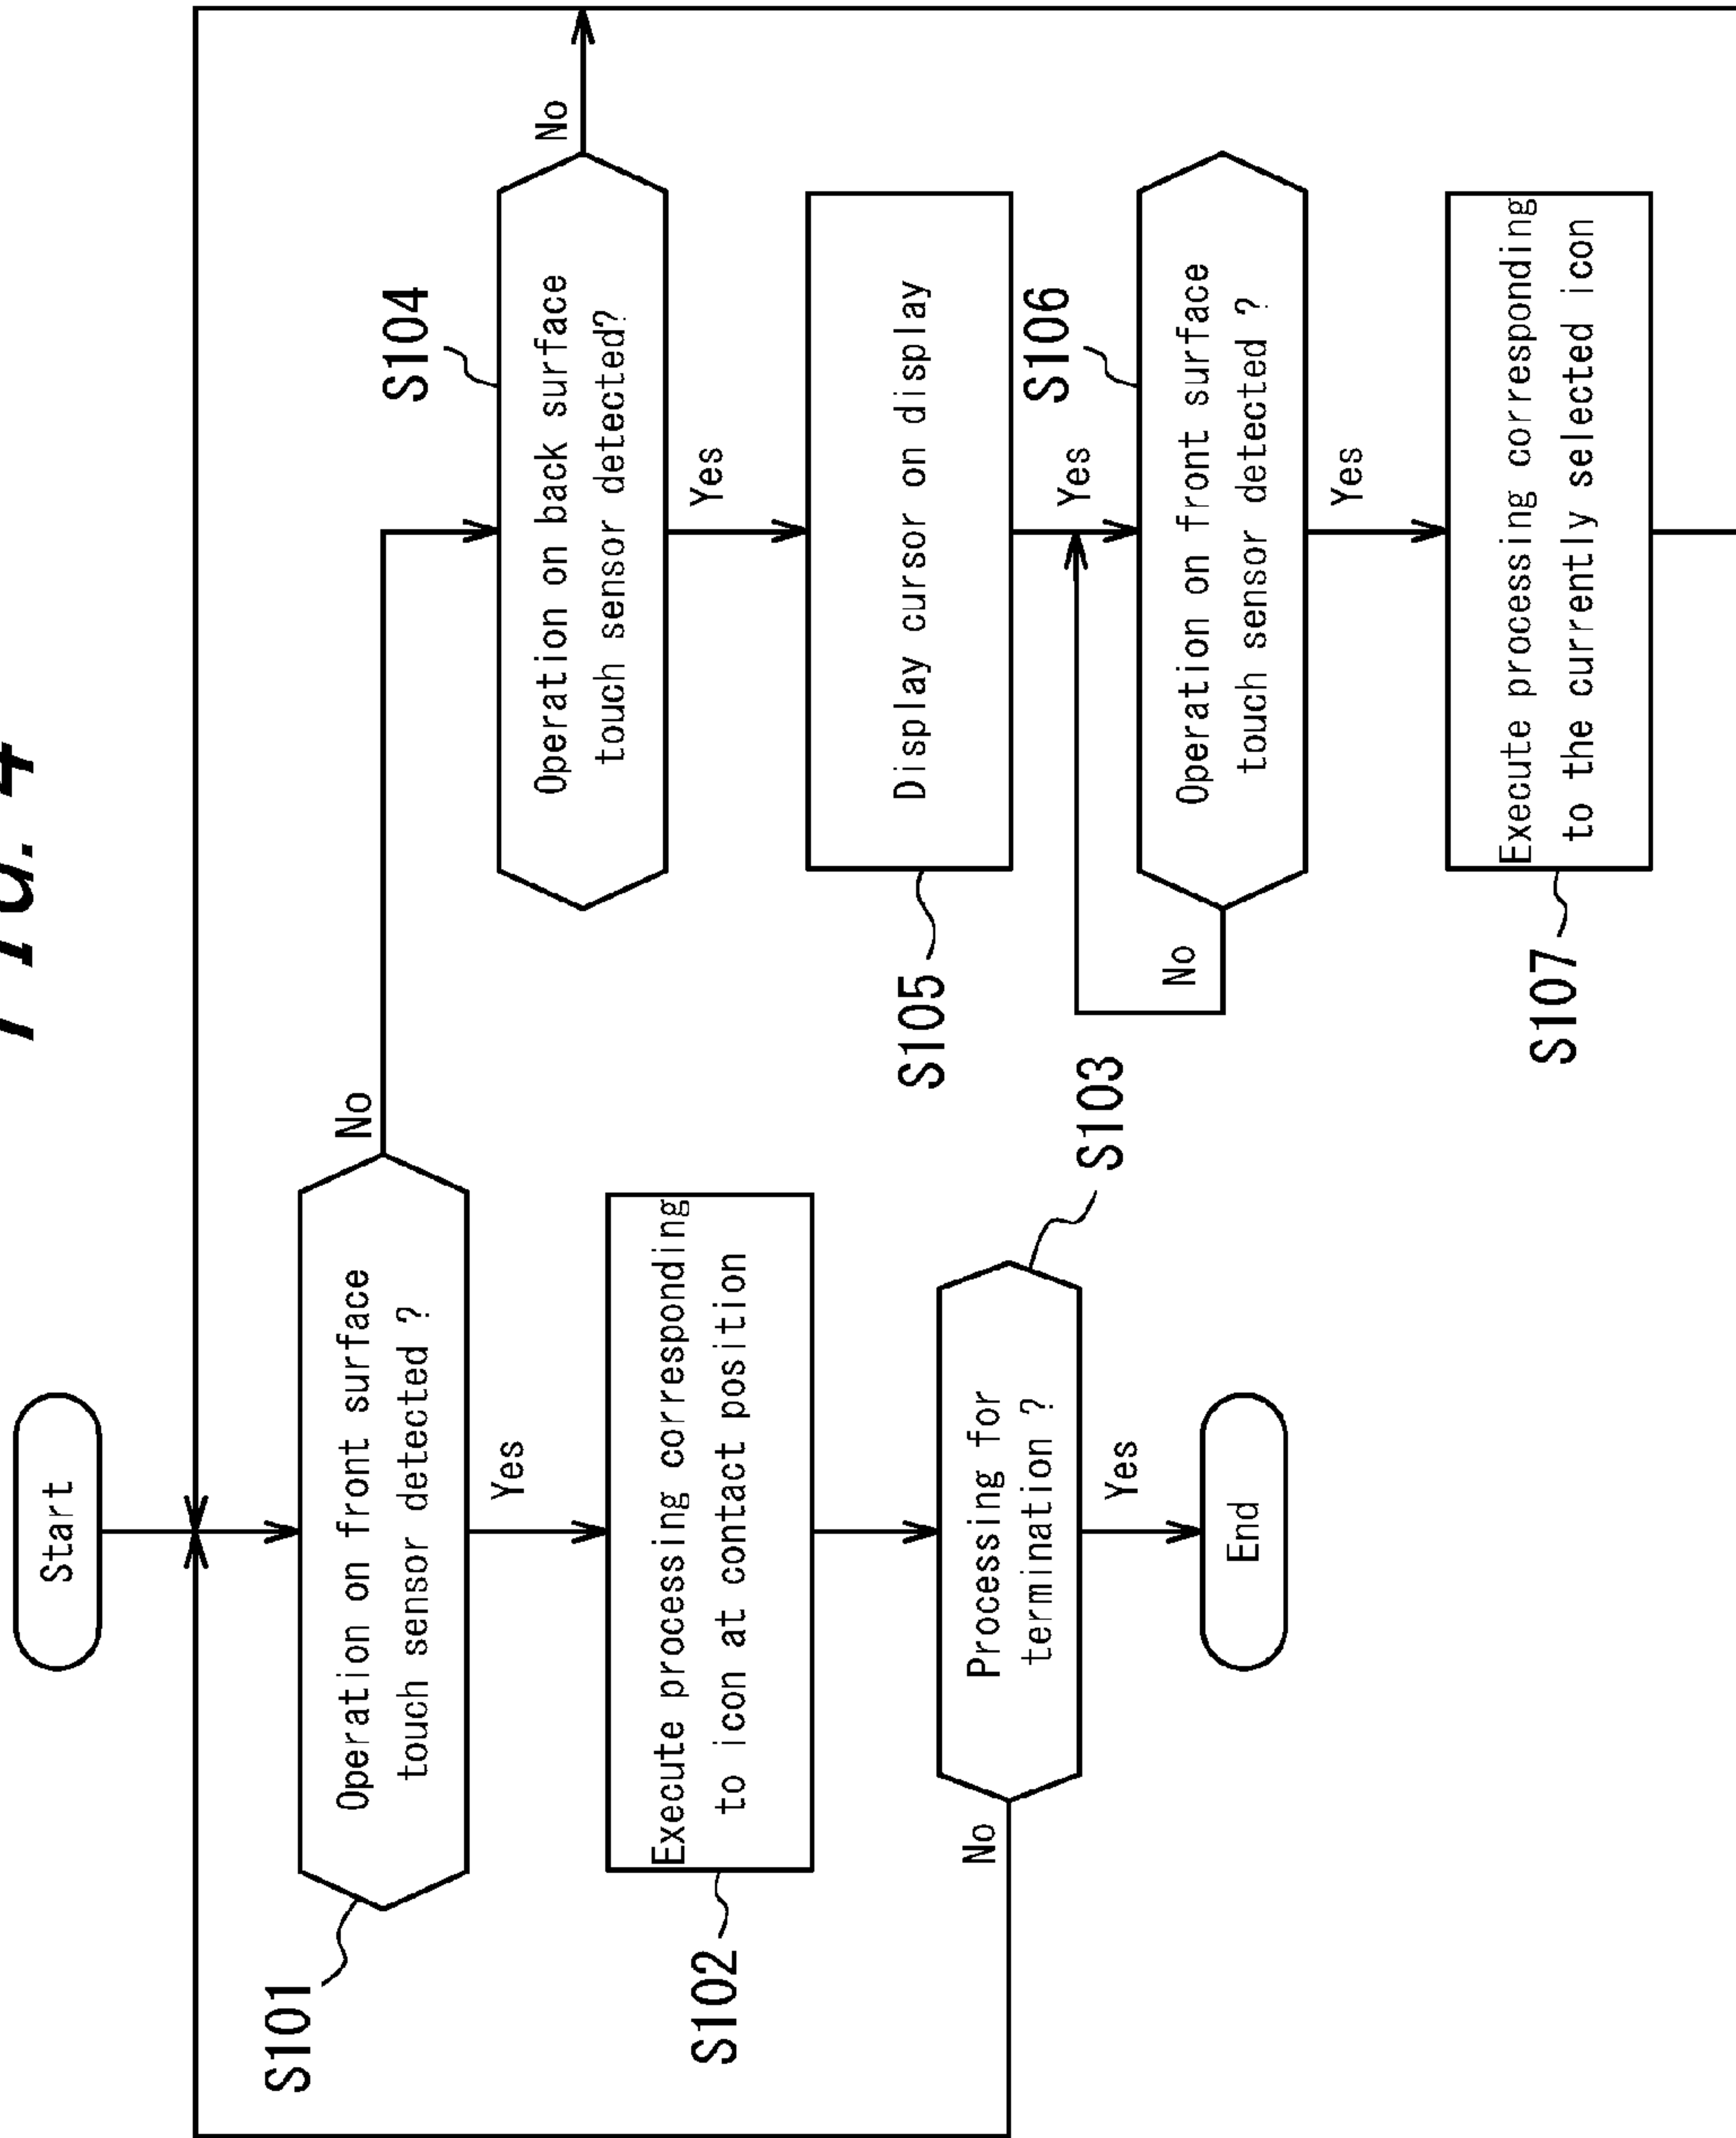 FIG. 4
Start
S101
Operation on front surface
touch sensor detected ?
No
Yes
S102
Execute processing corresponding
to icon at contact position
S103
Processing for
termination ?
No
Yes
End
S104
Operation on back surface
touch sensor detected?
No
Yes
S105
Display cursor on display
Yes
S106
Operation on front surface
touch sensor detected ?
No
Yes
S107
Execute processing corresponding
to the currently selected icon